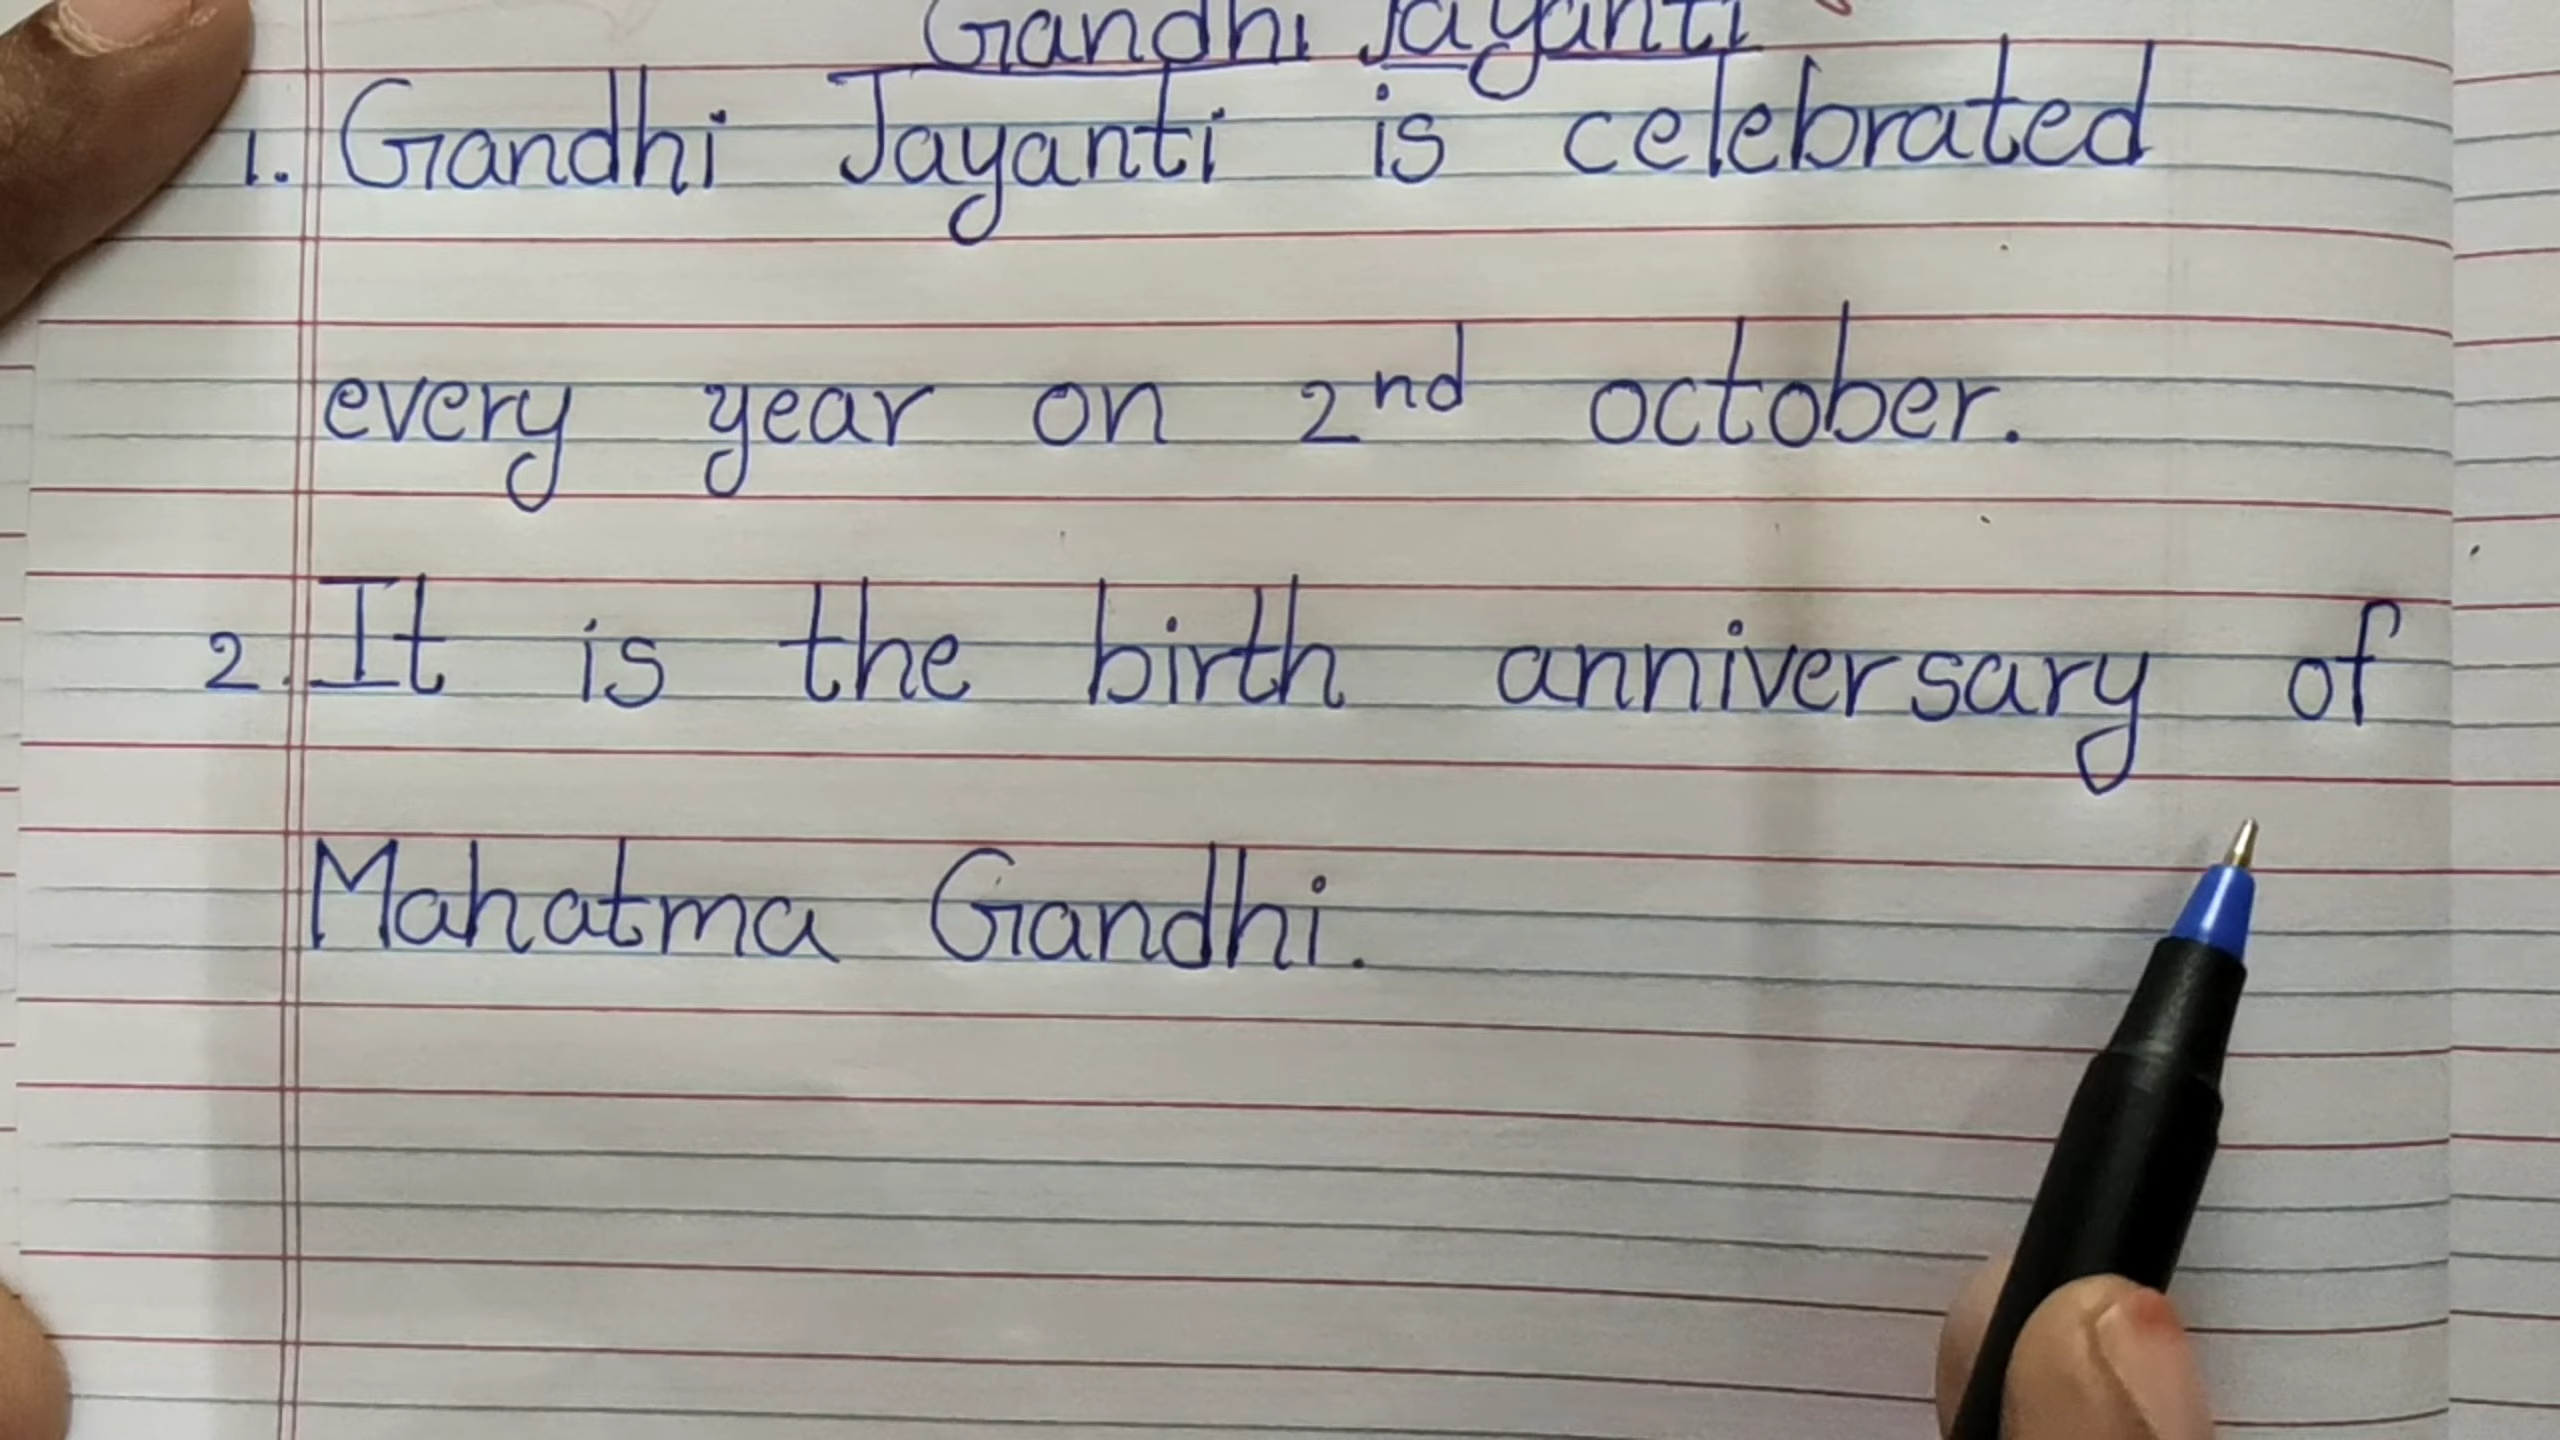 Gandhi Jayanti
1. Gandhi Jayanti is celebrated
every year on 2nd october.
2. It is the birth anniversary of
Mahatma Gandhi.